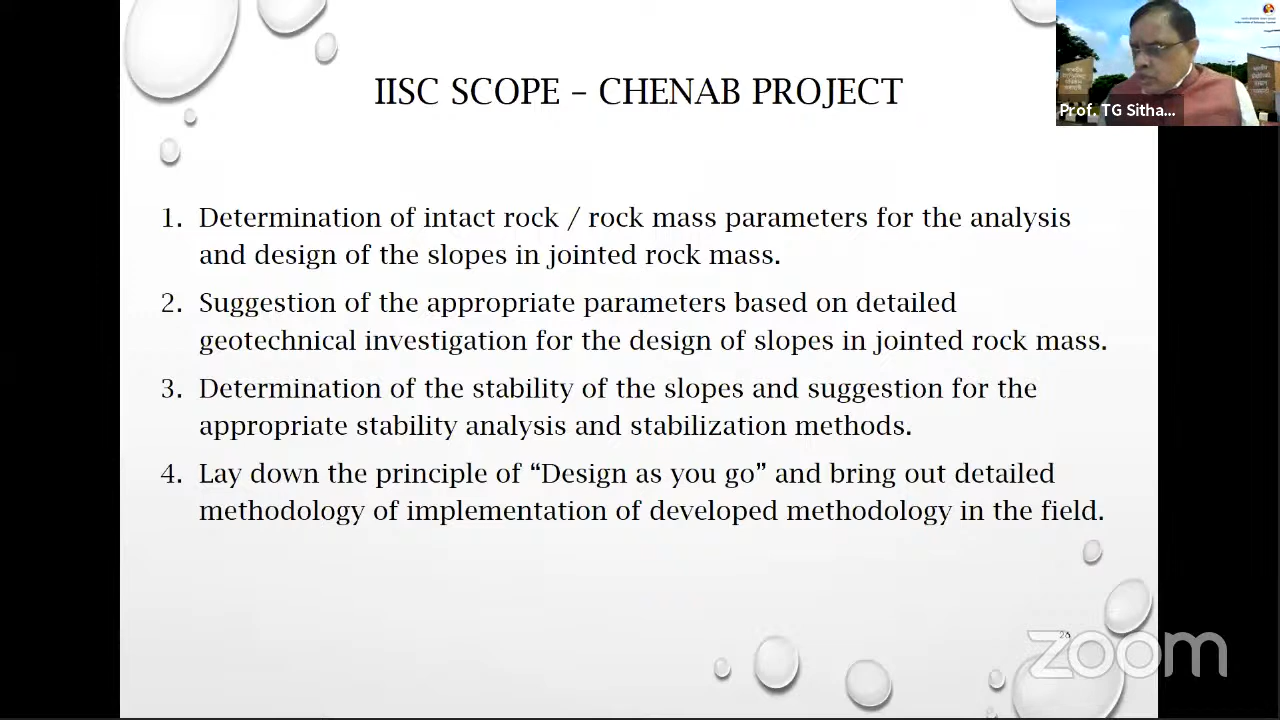 IISC SCOPE – CHENAB PROJECT
Prof. TG Sitha...
1. Determination of intact rock / rock mass parameters for the analysis
and design of the slopes in jointed rock mass.
2. Suggestion of the appropriate parameters based on detailed
geotechnical investigation for the design of slopes in jointed rock mass.
3. Determination of the stability of the slopes and suggestion for the
appropriate stability analysis and stabilization methods.
4. Lay down the principle of “Design as you go” and bring out detailed
methodology of implementation of developed methodology in the field.
26
zoom